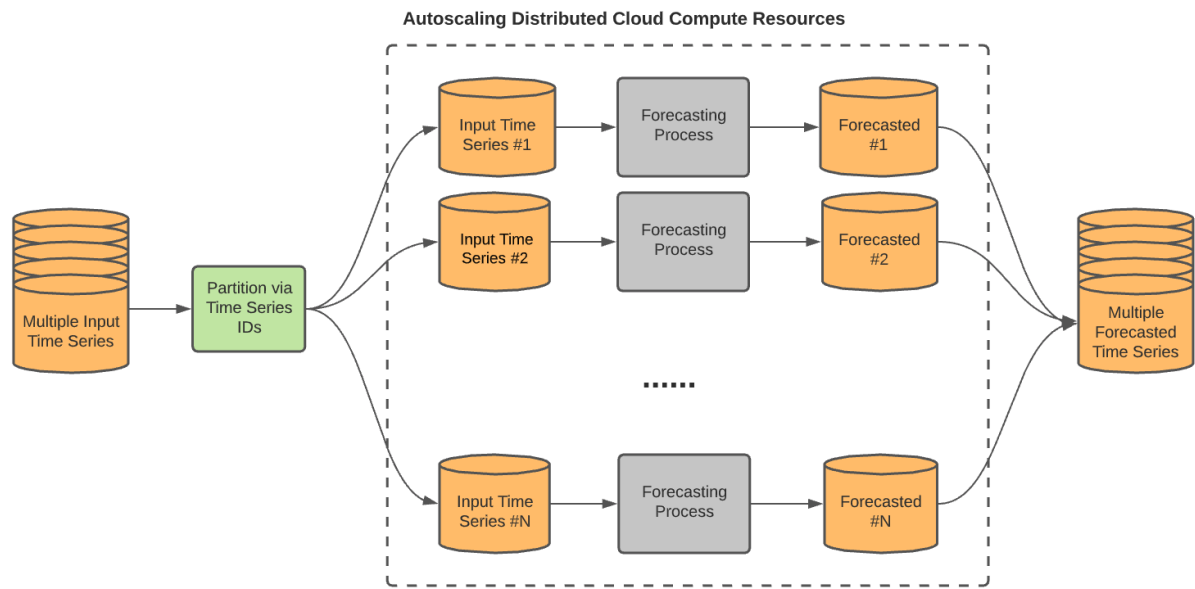 Autoscaling Distributed Cloud Compute Resources
Input Time
Series #1
Forecasting
Process
Forecasted
#1
Input Time
Series #2
Forecasting
Process
Forecasted
#2
Multiple Input
Time Series
Partition via
Time Series
IDs
Multiple
Forecasted
Time Series
......
Input Time
Series #N
Forecasting
Process
Forecasted
#N